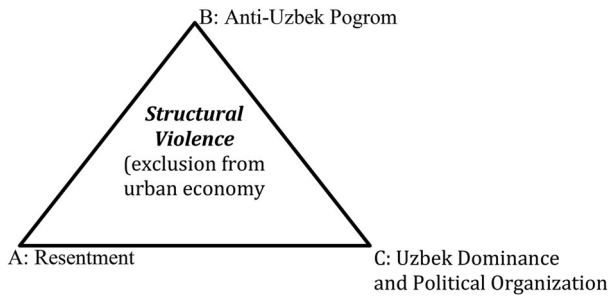 B: Anti-Uzbek Pogrom
Structural
Violence
(exclusion from
urban economy
A: Resentment
C: Uzbek Dominance
and Political Organization